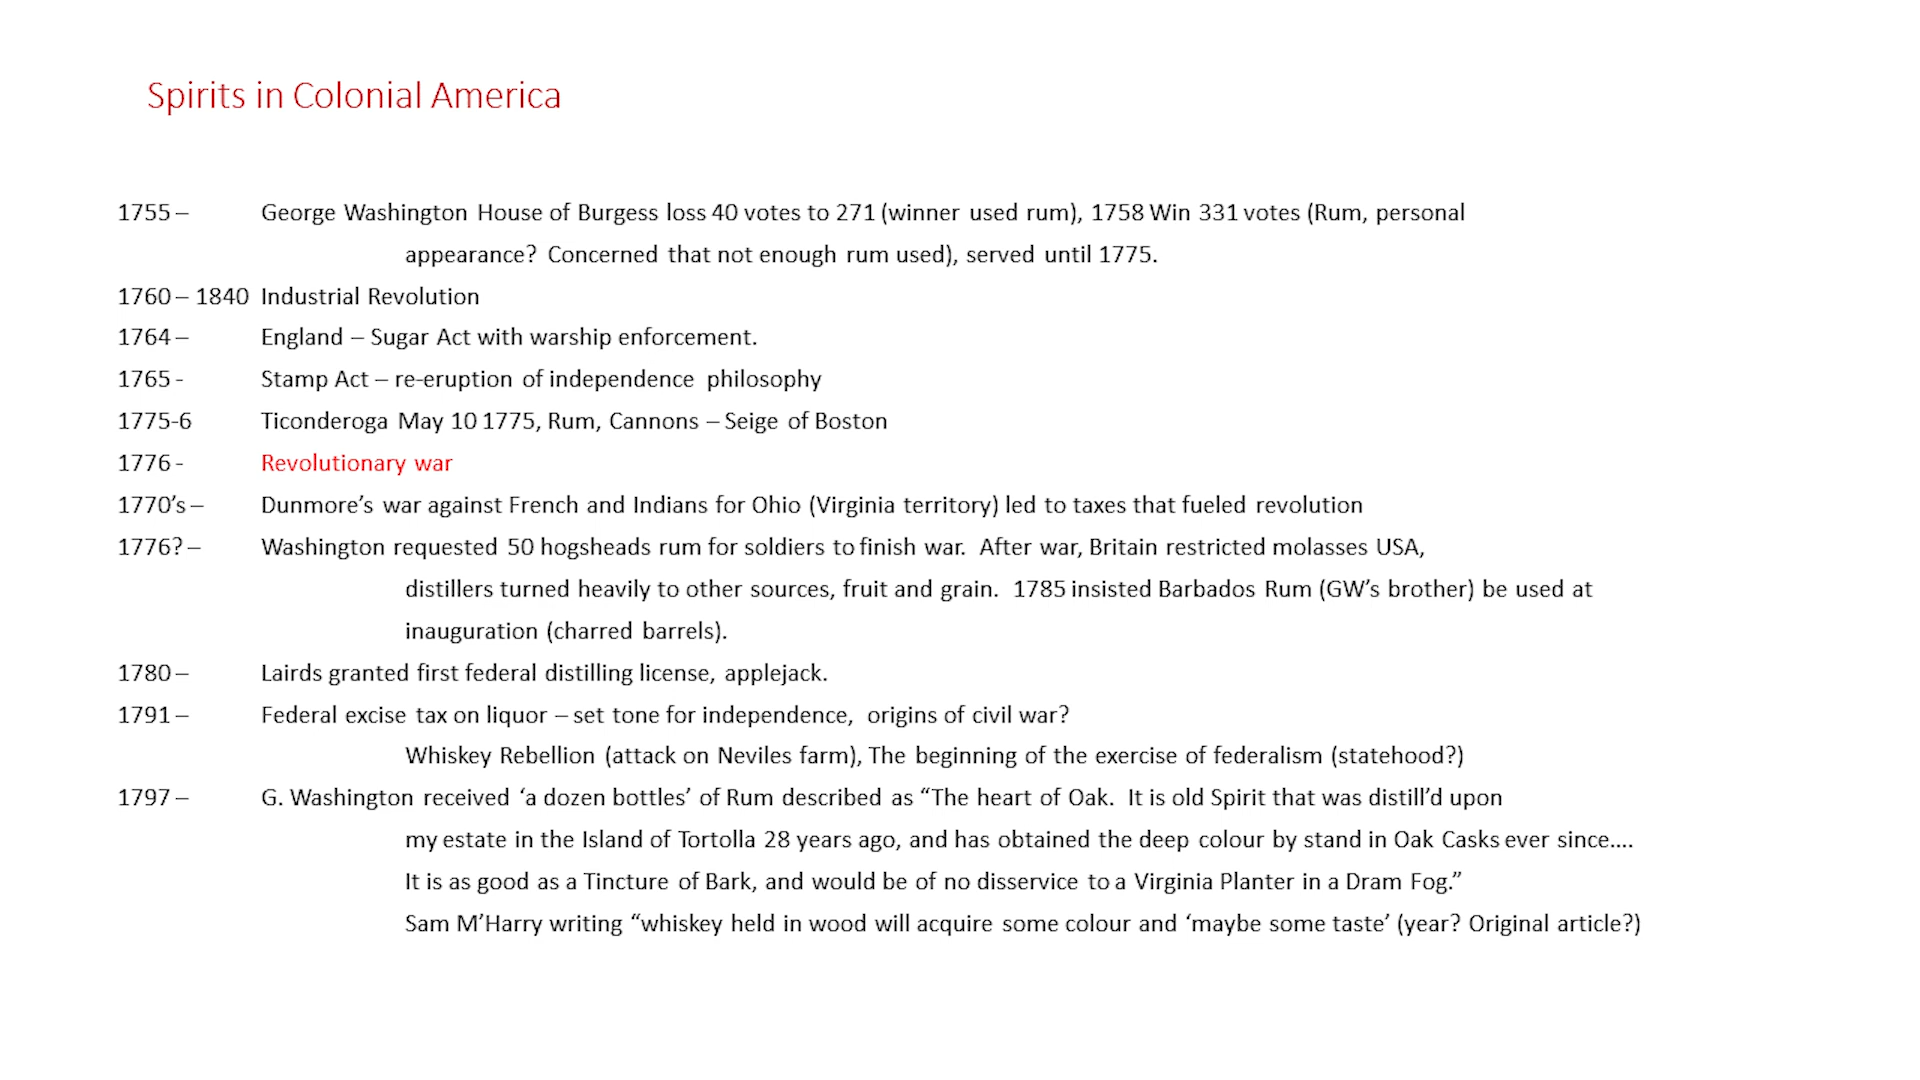 Spirits in Colonial America
1755 – George Washington House of Burgess loss 40 votes to 271 (winner used rum), 1758 Win 331 votes (Rum, personal
appearance? Concerned that not enough rum used), served until 1775.
1760 – 1840 Industrial Revolution
1764 – England – Sugar Act with warship enforcement.
1765 - Stamp Act – re-eruption of independence philosophy
1775-6 Ticonderoga May 10 1775, Rum, Cannons – Seige of Boston
1776 - Revolutionary war
1770’s – Dunmore’s war against French and Indians for Ohio (Virginia territory) led to taxes that fueled revolution
1776? – Washington requested 50 hogsheads rum for soldiers to finish war. After war, Britain restricted molasses USA,
distillers turned heavily to other sources, fruit and grain. 1785 insisted Barbados Rum (GW’s brother) be used at
inauguration (charred barrels).
1780 – Lairds granted first federal distilling license, applejack.
1791 – Federal excise tax on liquor – set tone for independence, origins of civil war?
Whiskey Rebellion (attack on Neviles farm), The beginning of the exercise of federalism (statehood?)
1797 – G. Washington received ‘a dozen bottles’ of Rum described as “The heart of Oak. It is old Spirit that was distill’d upon
my estate in the Island of Tortolla 28 years ago, and has obtained the deep colour by stand in Oak Casks ever since....
It is as good as a Tincture of Bark, and would be of no disservice to a Virginia Planter in a Dram Fog.”
Sam M’Harry writing “whiskey held in wood will acquire some colour and ‘maybe some taste’ (year? Original article?)